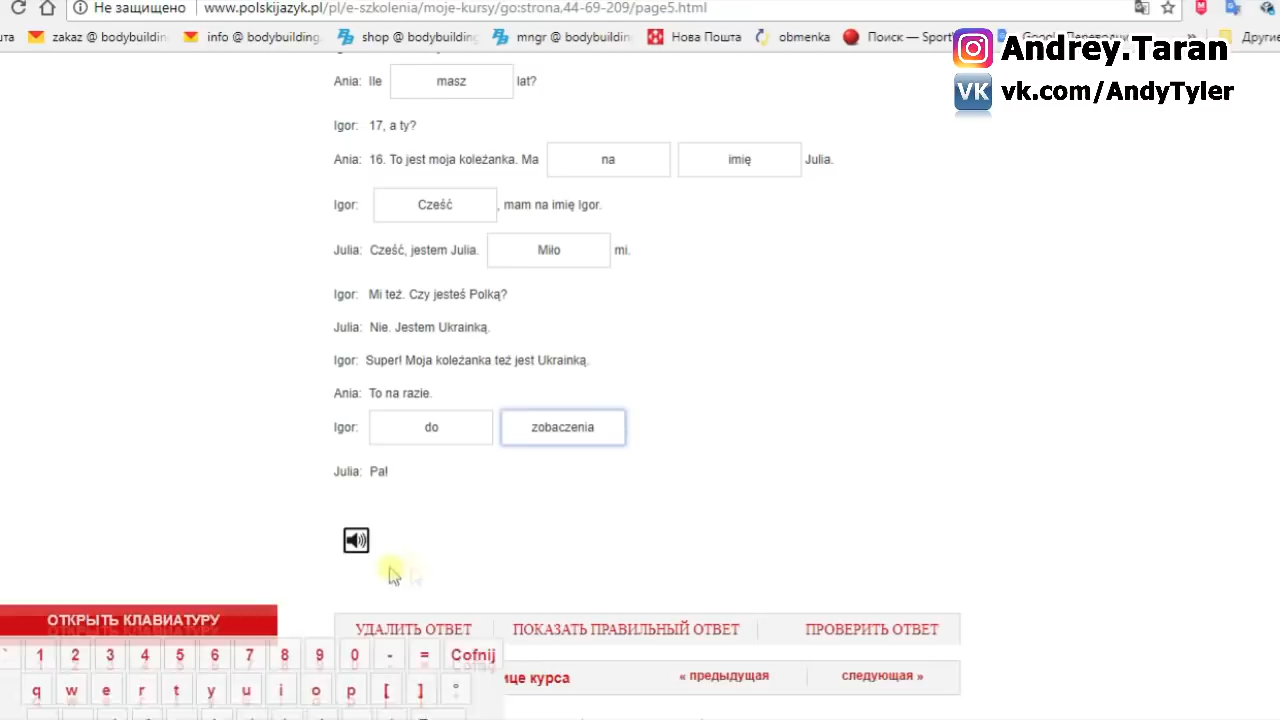 Не защищено www.polskijazyk.pl/pl/e-szkolenia/moje-kursy/go:strona,44-69-209/page5.html
та zakaz @ bodybuilding info @ bodybuilding. shop @ bodybuilding mngr @ bodybuildin Нова Пошта obmenka Поиск — Sport » Другие
Andrey.Taran
vk.com/AndyTyler
Ania: Ile masz lat?
Igor: 17, a ty?
Ania: 16. To jest moja koleżanka. Ma na imię Julia.
Igor: Cześć , mam na imię Igor.
Julia: Cześć, jestem Julia. Miło mi.
Igor: Mi też. Czy jesteś Polką?
Julia: Nie. Jestem Ukrainką.
Igor: Super! Moja koleżanka też jest Ukrainką.
Ania: To na razie.
Igor: do zobaczenia
Julia: Pa!
ОТКРЫТЬ КЛАВИАТУРУ
УДАЛИТЬ ОТВЕТ ПОКАЗАТЬ ПРАВИЛЬНЫЙ ОТВЕТ ПРОВЕРИТЬ ОТВЕТ
` 1 2 3 4 5 6 7 8 9 0 - = Cofnij
ице курса « предыдущая следующая »
q w e r t y u i o p [ ]